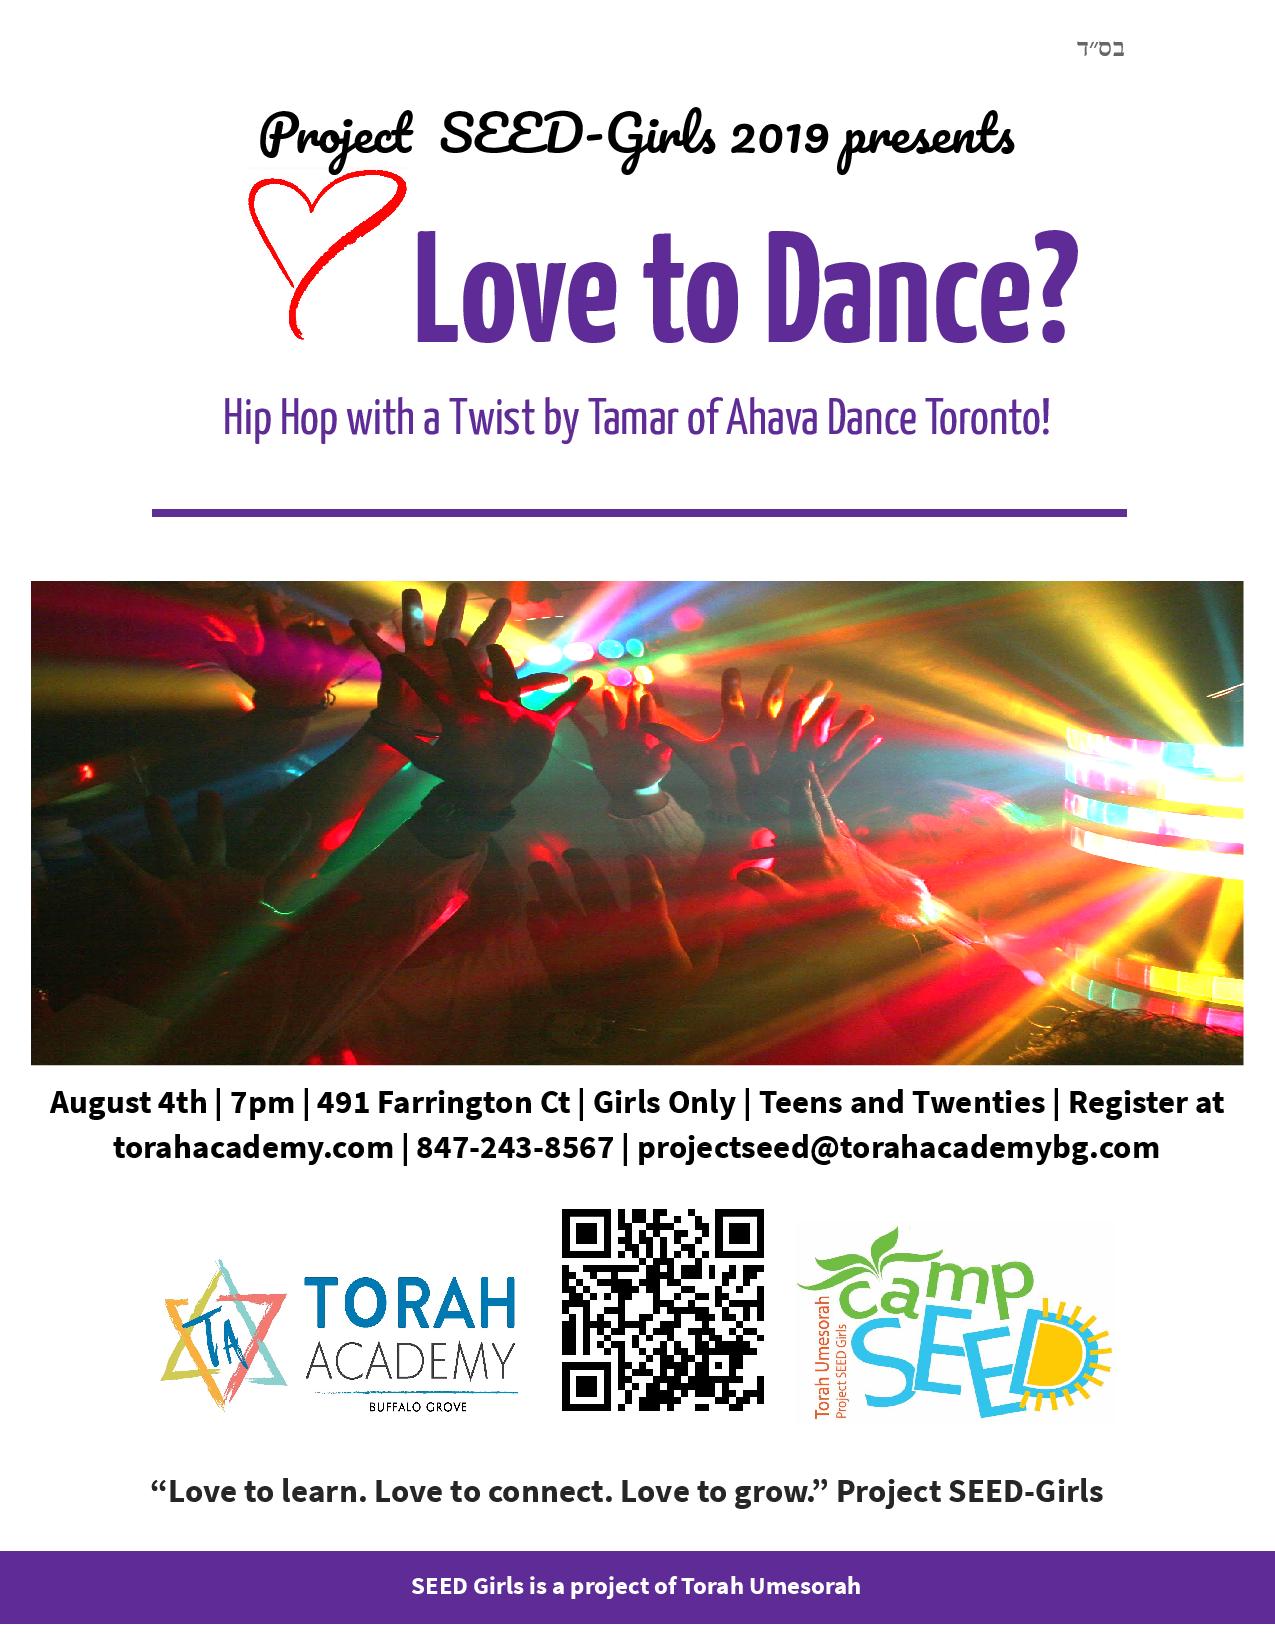 בס״ד
Project SEED-Girls 2019 presents
Love to Dance?
Hip Hop with a Twist by Tamar of Ahava Dance Toronto!
August 4th | 7pm | 491 Farrington Ct | Girls Only | Teens and Twenties | Register at
torahacademy.com | 847-243-8567 | projectseed@torahacademybg.com
TA
TORAH
ACADEMY
BUFFALO GROVE
camp
SEED
Torah Umesorah
Project SEED Girls
“Love to learn. Love to connect. Love to grow.” Project SEED-Girls
SEED Girls is a project of Torah Umesorah